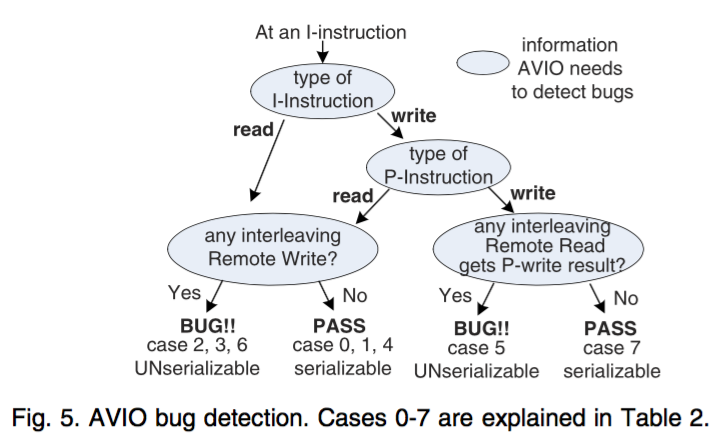 At an I-instruction
information
AVIO needs
to detect bugs
type of
I-Instruction
read
write
type of
P-Instruction
read
write
any interleaving
Remote Write?
any interleaving
Remote Read
gets P-write result?
Yes
No
Yes
No
BUG!!
case 2, 3, 6
UNserializable
PASS
case 0, 1, 4
serializable
BUG!!
case 5
UNserializable
PASS
case 7
serializable
Fig. 5. AVIO bug detection. Cases 0-7 are explained in Table 2.